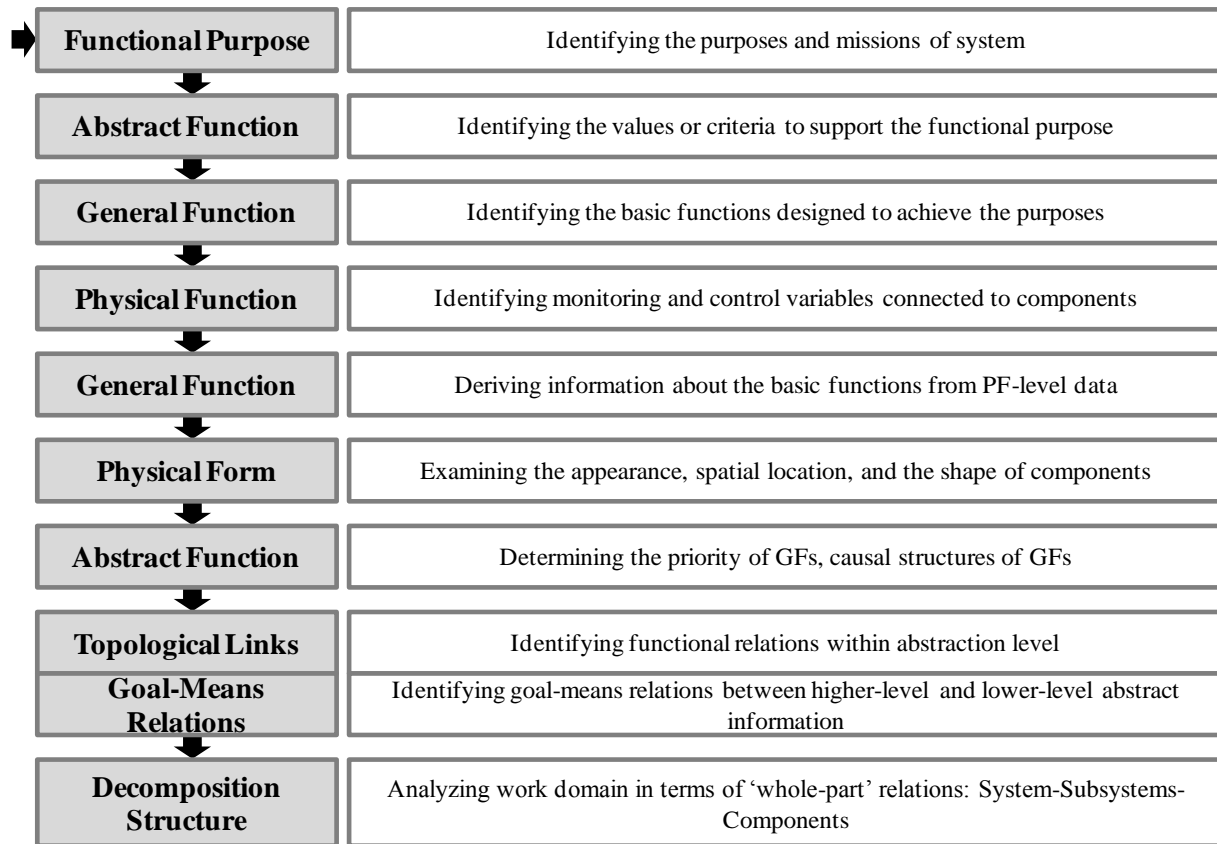 Functional Purpose
Identifying the purposes and missions of system
Abstract Function
Identifying the values or criteria to support the functional purpose
General Function
Identifying the basic functions designed to achieve the purposes
Physical Function
Identifying monitoring and control variables connected to components
General Function
Deriving information about the basic functions from PF-level data
Physical Form
Examining the appearance, spatial location, and the shape of components
Abstract Function
Determining the priority of GFs, causal structures of GFs
Topological Links
Identifying functional relations within abstraction level
Goal-Means
Relations
Identifying goal-means relations between higher-level and lower-level abstract
information
Decomposition
Structure
Analyzing work domain in terms of ‘whole-part’ relations: System-Subsystems-
Components